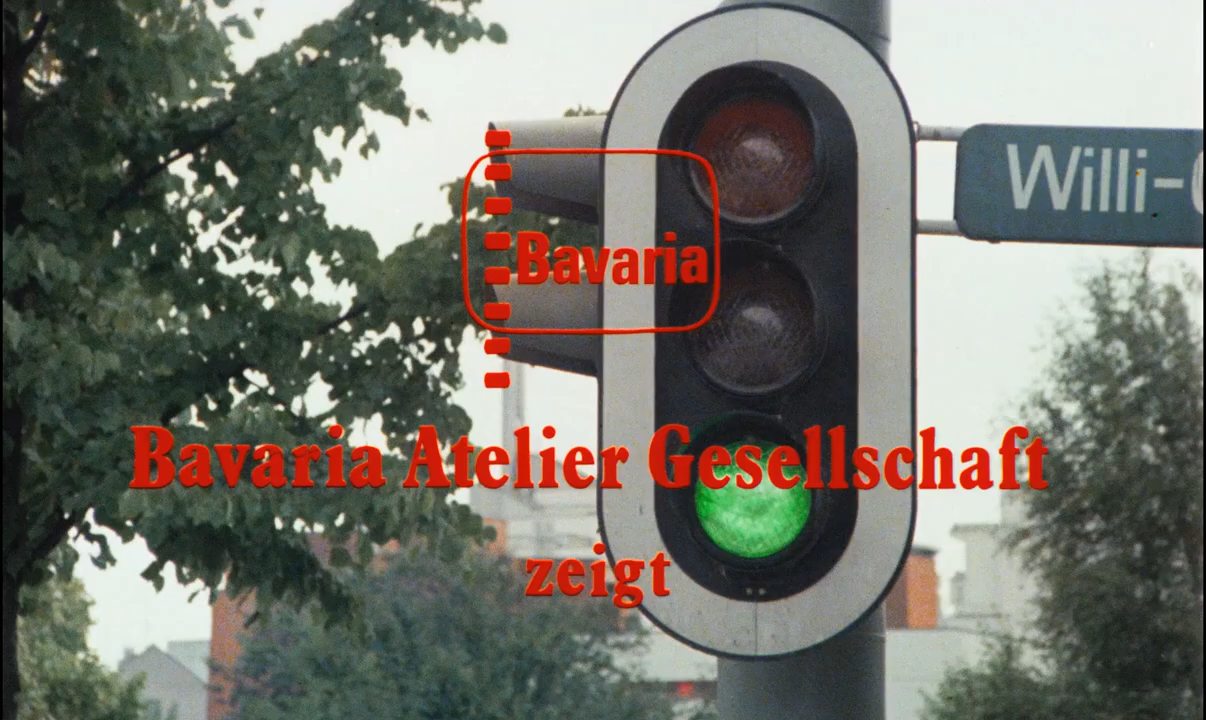 Willi-
Bavaria
Bavaria Atelier Gesellschaft
zeigt